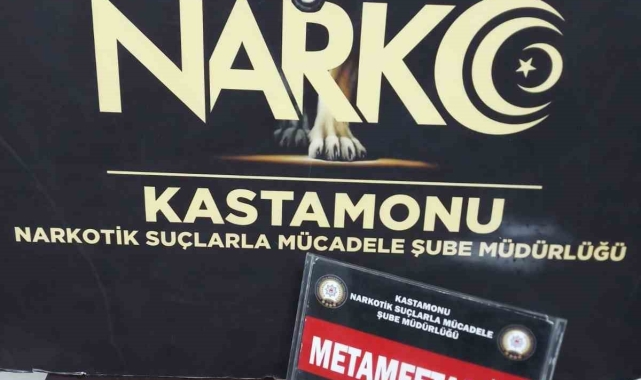 NARKO
KASTAMONU
NARKOTİK SUÇLARLA MÜCADELE ŞUBE MÜDÜRLÜĞÜ
KASTAMONU
NARKOTİK SUÇLARLA MÜCADELE
ŞUBE MÜDÜRLÜĞÜ